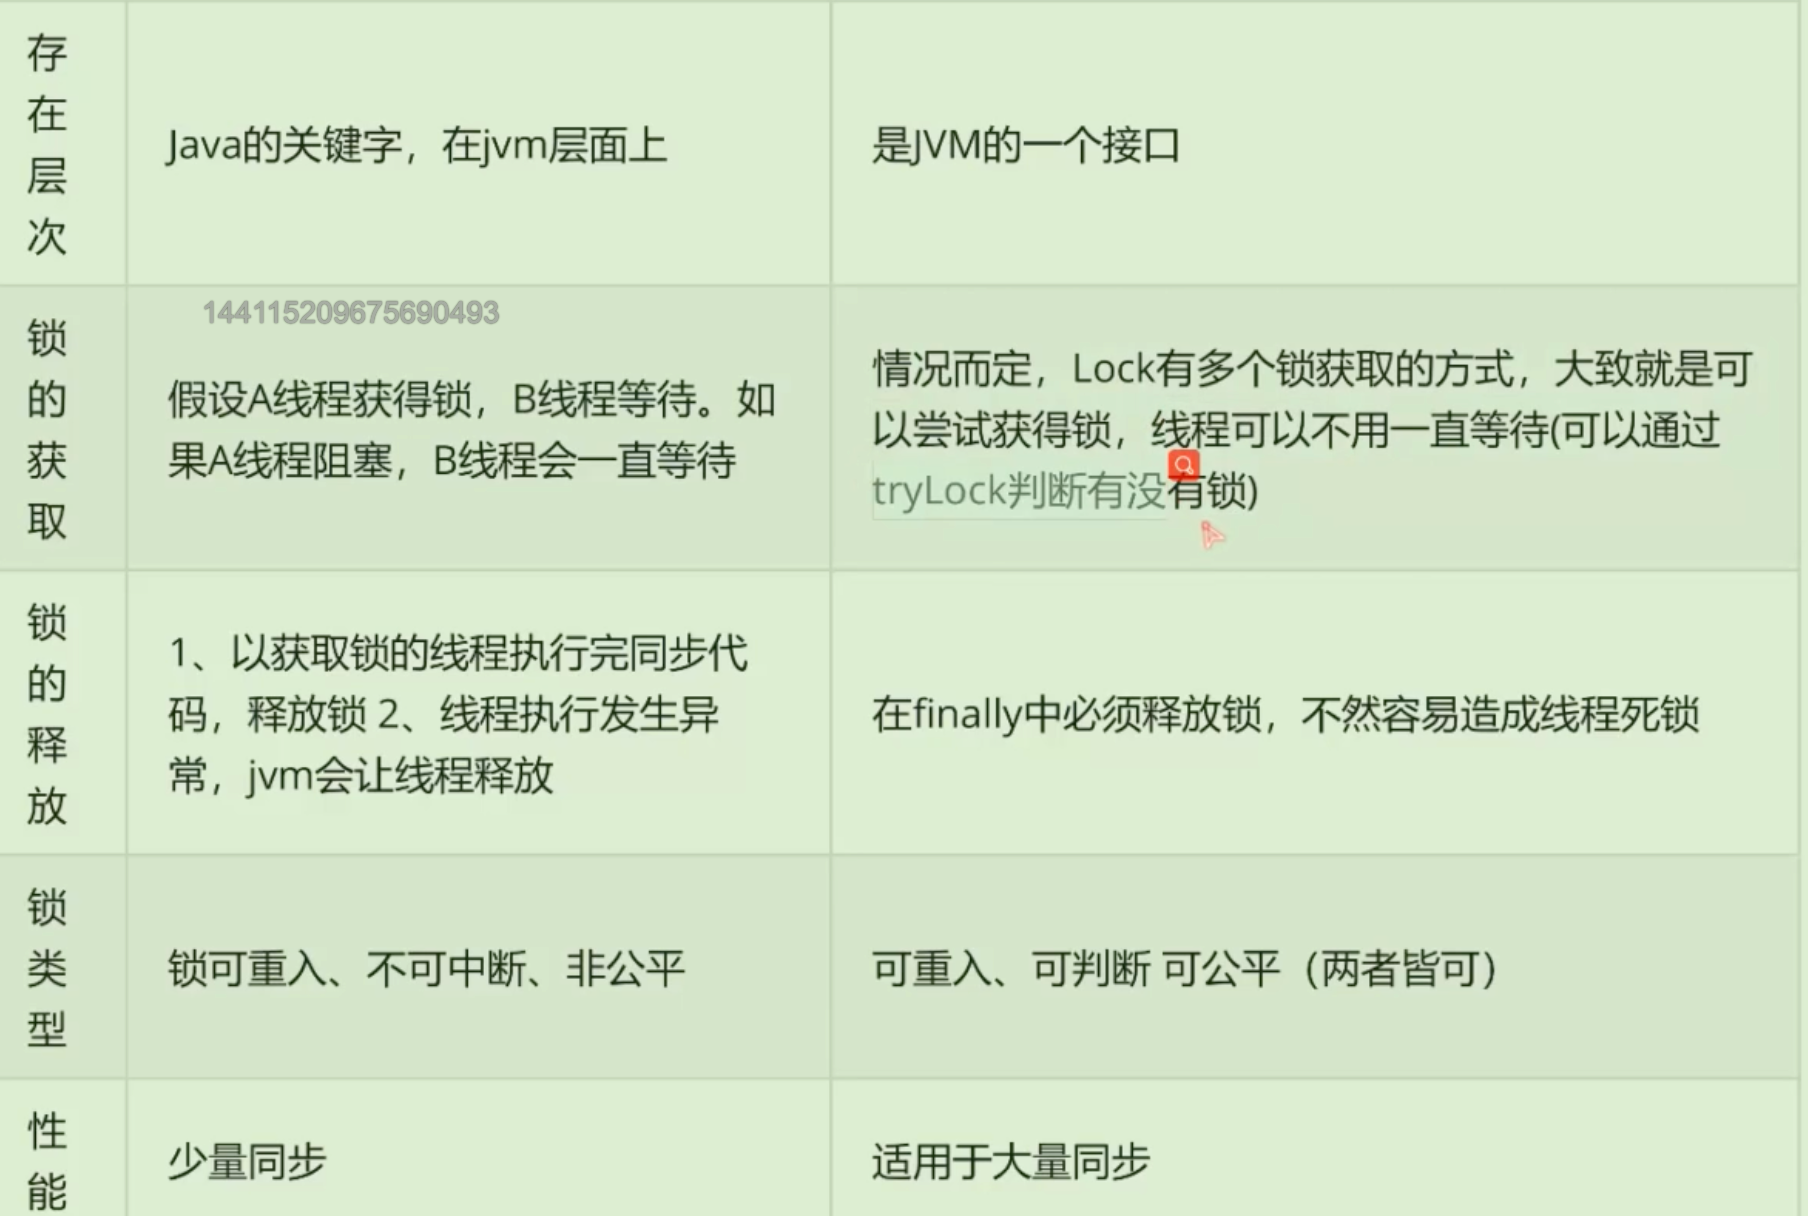 存
在
层
次
Java的关键字，在jvm层面上
是JVM的一个接口
锁
的
获
取
144115209675690493
假设A线程获得锁，B线程等待。如
果A线程阻塞，B线程会一直等待
情况而定，Lock有多个锁获取的方式，大致就是可
以尝试获得锁，线程可以不用一直等待(可以通过
tryLock判断有没有锁)
锁
的
释
放
1、以获取锁的线程执行完同步代
码，释放锁 2、线程执行发生异
常，jvm会让线程释放
在finally中必须释放锁，不然容易造成线程死锁
锁
类
型
锁可重入、不可中断、非公平
可重入、可判断 可公平（两者皆可）
性
能
少量同步
适用于大量同步